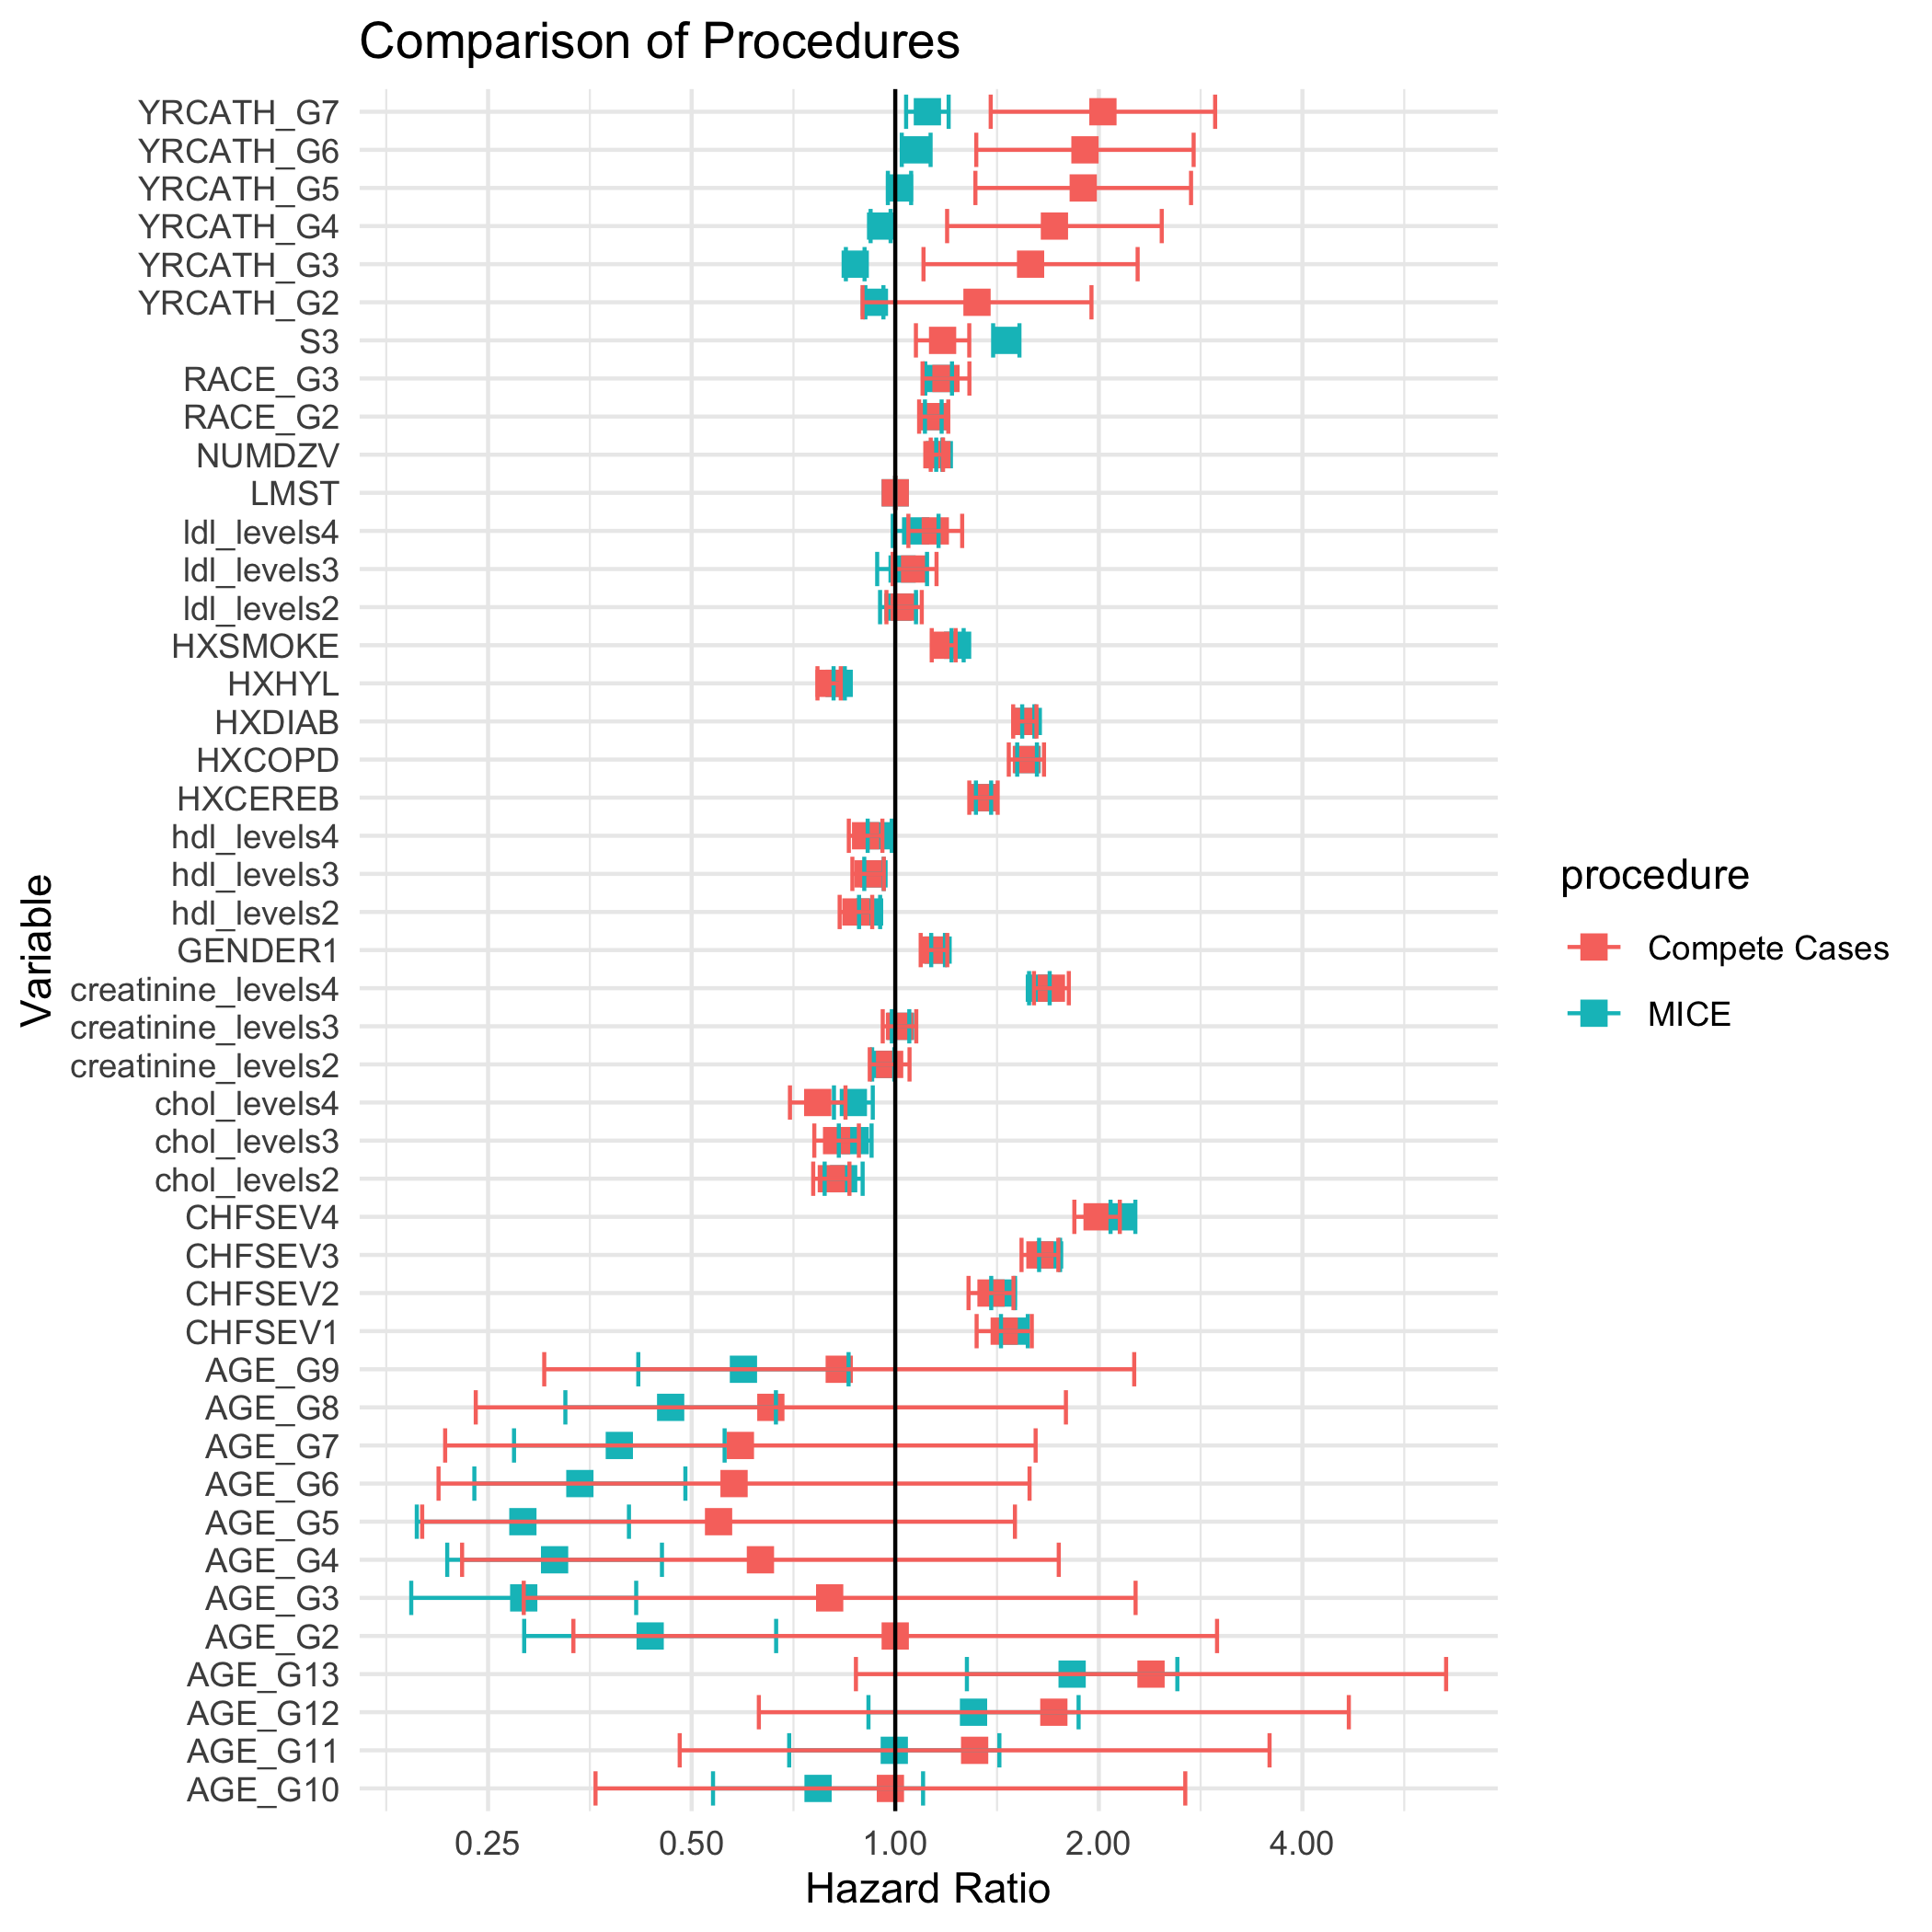 Comparison of Procedures
YRCATH_G7
YRCATH_G6
YRCATH_G5
YRCATH_G4
YRCATH_G3
YRCATH_G2
S3
RACE_G3
RACE_G2
NUMDZV
LMST
ldl_levels4
ldl_levels3
ldl_levels2
HXSMOKE
HXHYL
HXDIAB
HXCOPD
HXCEREB
hdl_levels4
hdl_levels3
hdl_levels2
GENDER1
creatinine_levels4
creatinine_levels3
creatinine_levels2
chol_levels4
chol_levels3
chol_levels2
CHFSEV4
CHFSEV3
CHFSEV2
CHFSEV1
AGE_G9
AGE_G8
AGE_G7
AGE_G6
AGE_G5
AGE_G4
AGE_G3
AGE_G2
AGE_G13
AGE_G12
AGE_G11
AGE_G10
Variable
0.25 0.50 1.00 2.00 4.00
Hazard Ratio
procedure
Compete Cases
MICE